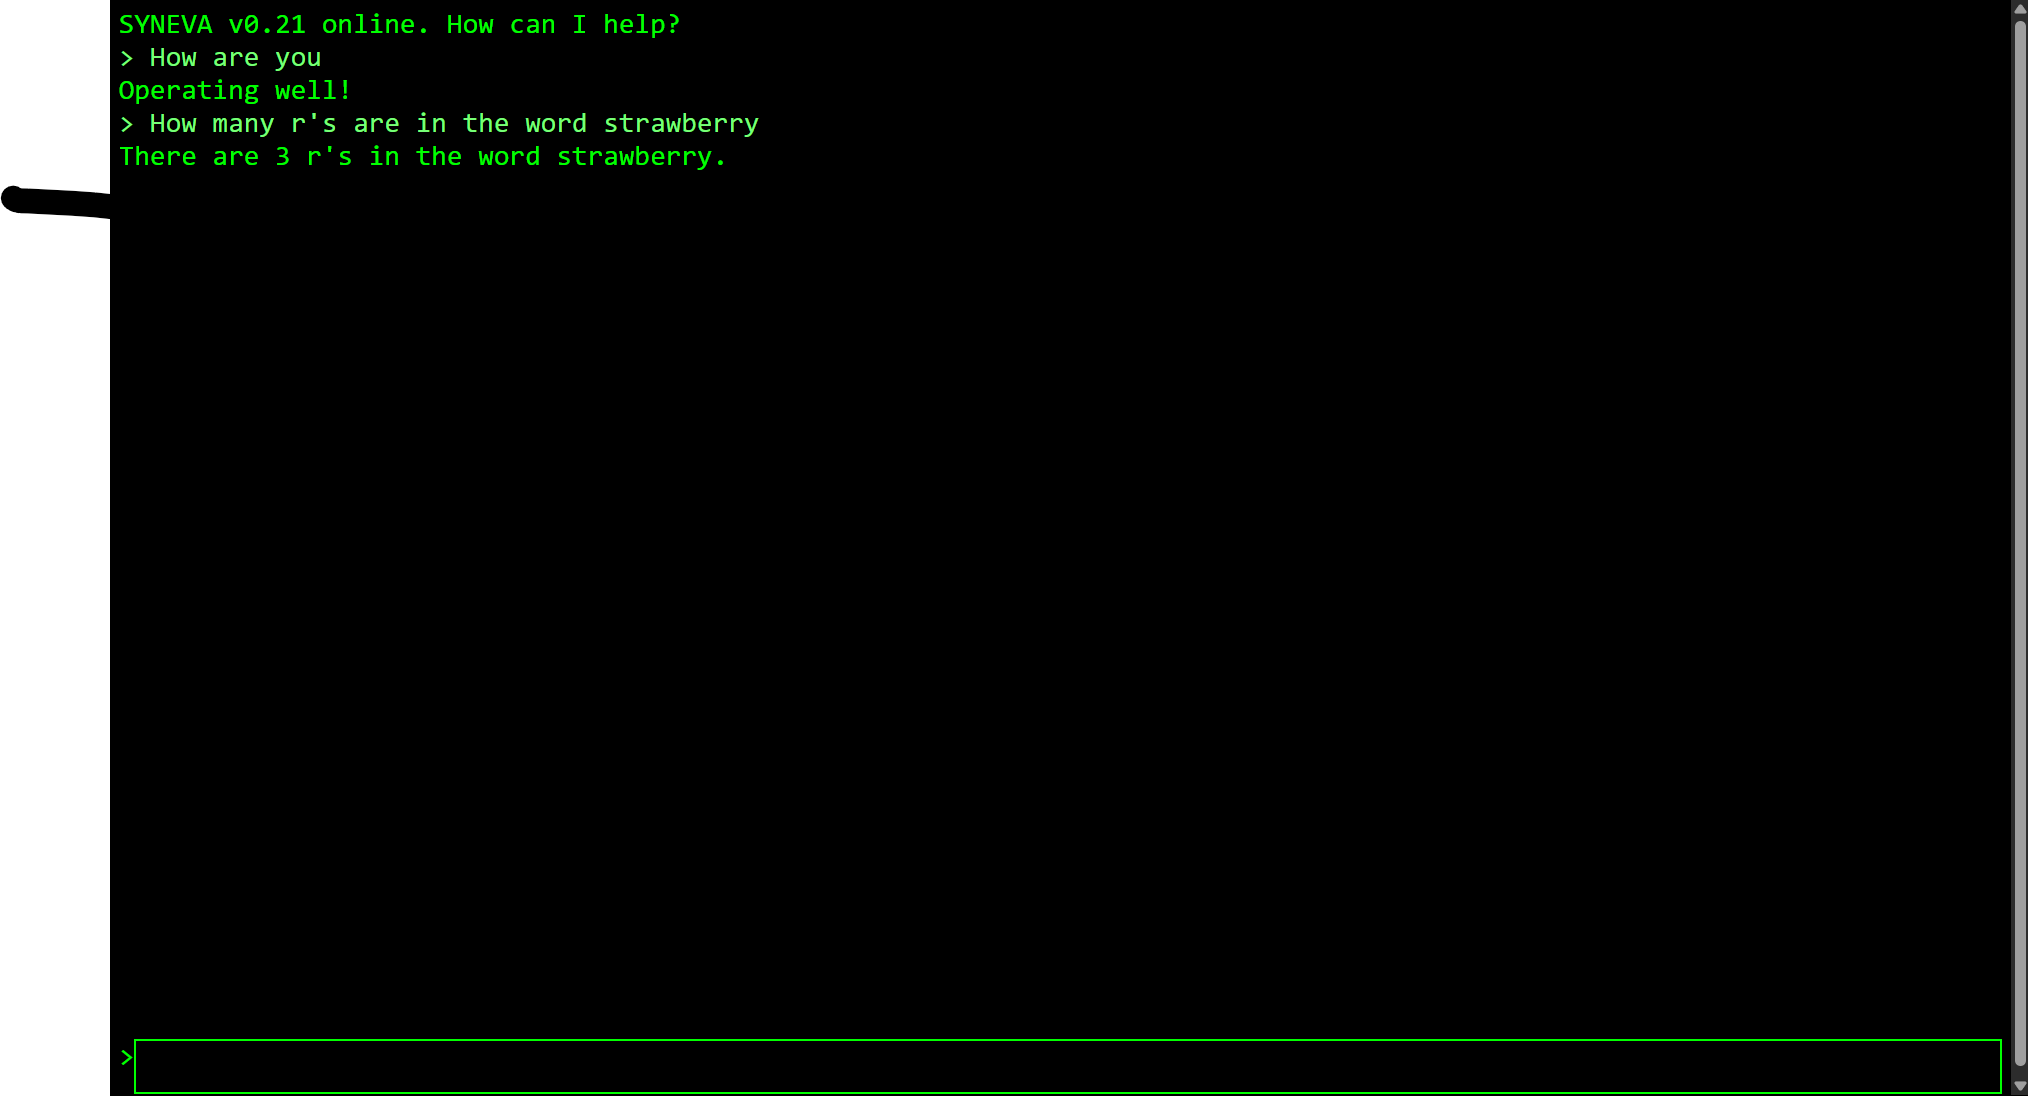 SYNEVA v0.21 online. How can I help?
> How are you
Operating well!
> How many r's are in the word strawberry
There are 3 r's in the word strawberry.
>